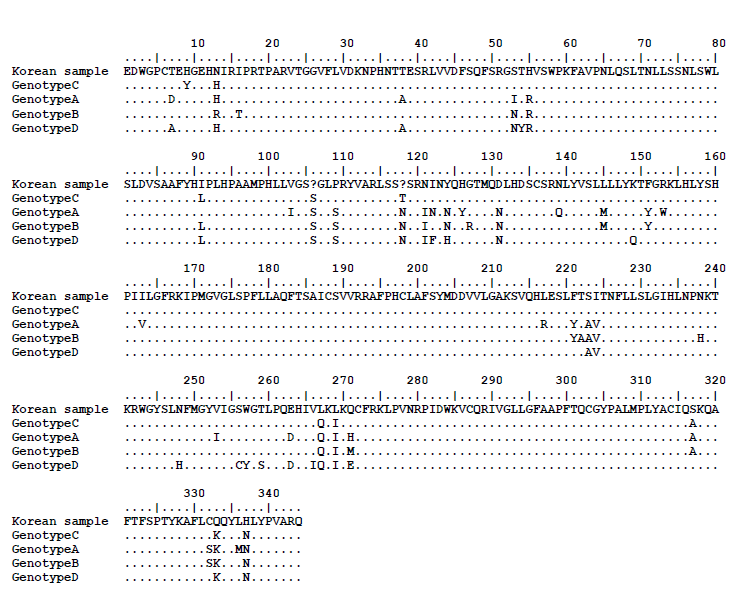 10 20 30 40 50 60 70 80
....|....|....|....|....|....|....|....|....|....|....|....|....|....|....|....|
Korean sample EDWGPCTEHGEHNIRIPRTPARVTGGVFLVDKNPHNTTESRLVVDFSQFSRGSTHVSWPKFAVPNLQSLTNLLSSNLSWL
GenotypeC ........Y...H...................................................................
GenotypeA ......D.....H........................A..............I.R.........................
GenotypeB ............R..T....................................N.R.........................
GenotypeD ......A.....H........................A..............NYR.........................
90 100 110 120 130 140 150 160
....|....|....|....|....|....|....|....|....|....|....|....|....|....|....|....|
Korean sample SLDVSAAFYHIPLHPAAMPHLLVGS?GLPRYVARLSS?SRNINYQHGTMQDLHDSCSRNLYVSLLLLYKTFGRKLHLYSH
GenotypeC ..........L..............S...........T..........................................
GenotypeA ......................I..S..S........N..IN.N.Y....N.......Q.....M.....Y.W.......
GenotypeB ..........L..............S..S........N..I..N..R...N.............M.....Y.........
GenotypeD ..........L..............S..S........N..IF.H......N.................Q...........
170 180 190 200 210 220 230 240
....|....|....|....|....|....|....|....|....|....|....|....|....|....|....|....|
Korean sample PIILGFRKIPMGVGLSPFLLAQFTSAICSVVRRAFPHCLAFSYMDDVVLGAKSVQHLESLFTSITNFLLSLGIHLNPNKT
GenotypeC ................................................................................
GenotypeA ..V.....................................................R...Y.AV................
GenotypeB ............................................................YAAV.............H..
GenotypeD ..............................................................AV................
250 260 270 280 290 300 310 320
....|....|....|....|....|....|....|....|....|....|....|....|....|....|....|....|
Korean sample KRWGYSLNFMGYVIGSWGTLPQEHIVLKLKQCFRKLPVNRPIDWKVCQRIVGLLGFAAPFTQCGYPALMPLYACIQSKQA
GenotypeC ..........................Q.I...............................................A...
GenotypeA ............I.........D...Q.I.H.............................................A...
GenotypeB ..........................Q.I.M.............................................A...
GenotypeD .......H.......CY.S...D..IQ.I.E.................................................
330 340
....|....|....|....|....
Korean sample FTFSPTYKAFLCQQYLHLYPVARQ
GenotypeC ............K...N.......
GenotypeA ...........SK..MN.......
GenotypeB ...........SK...N.......
GenotypeD ............K...N.......